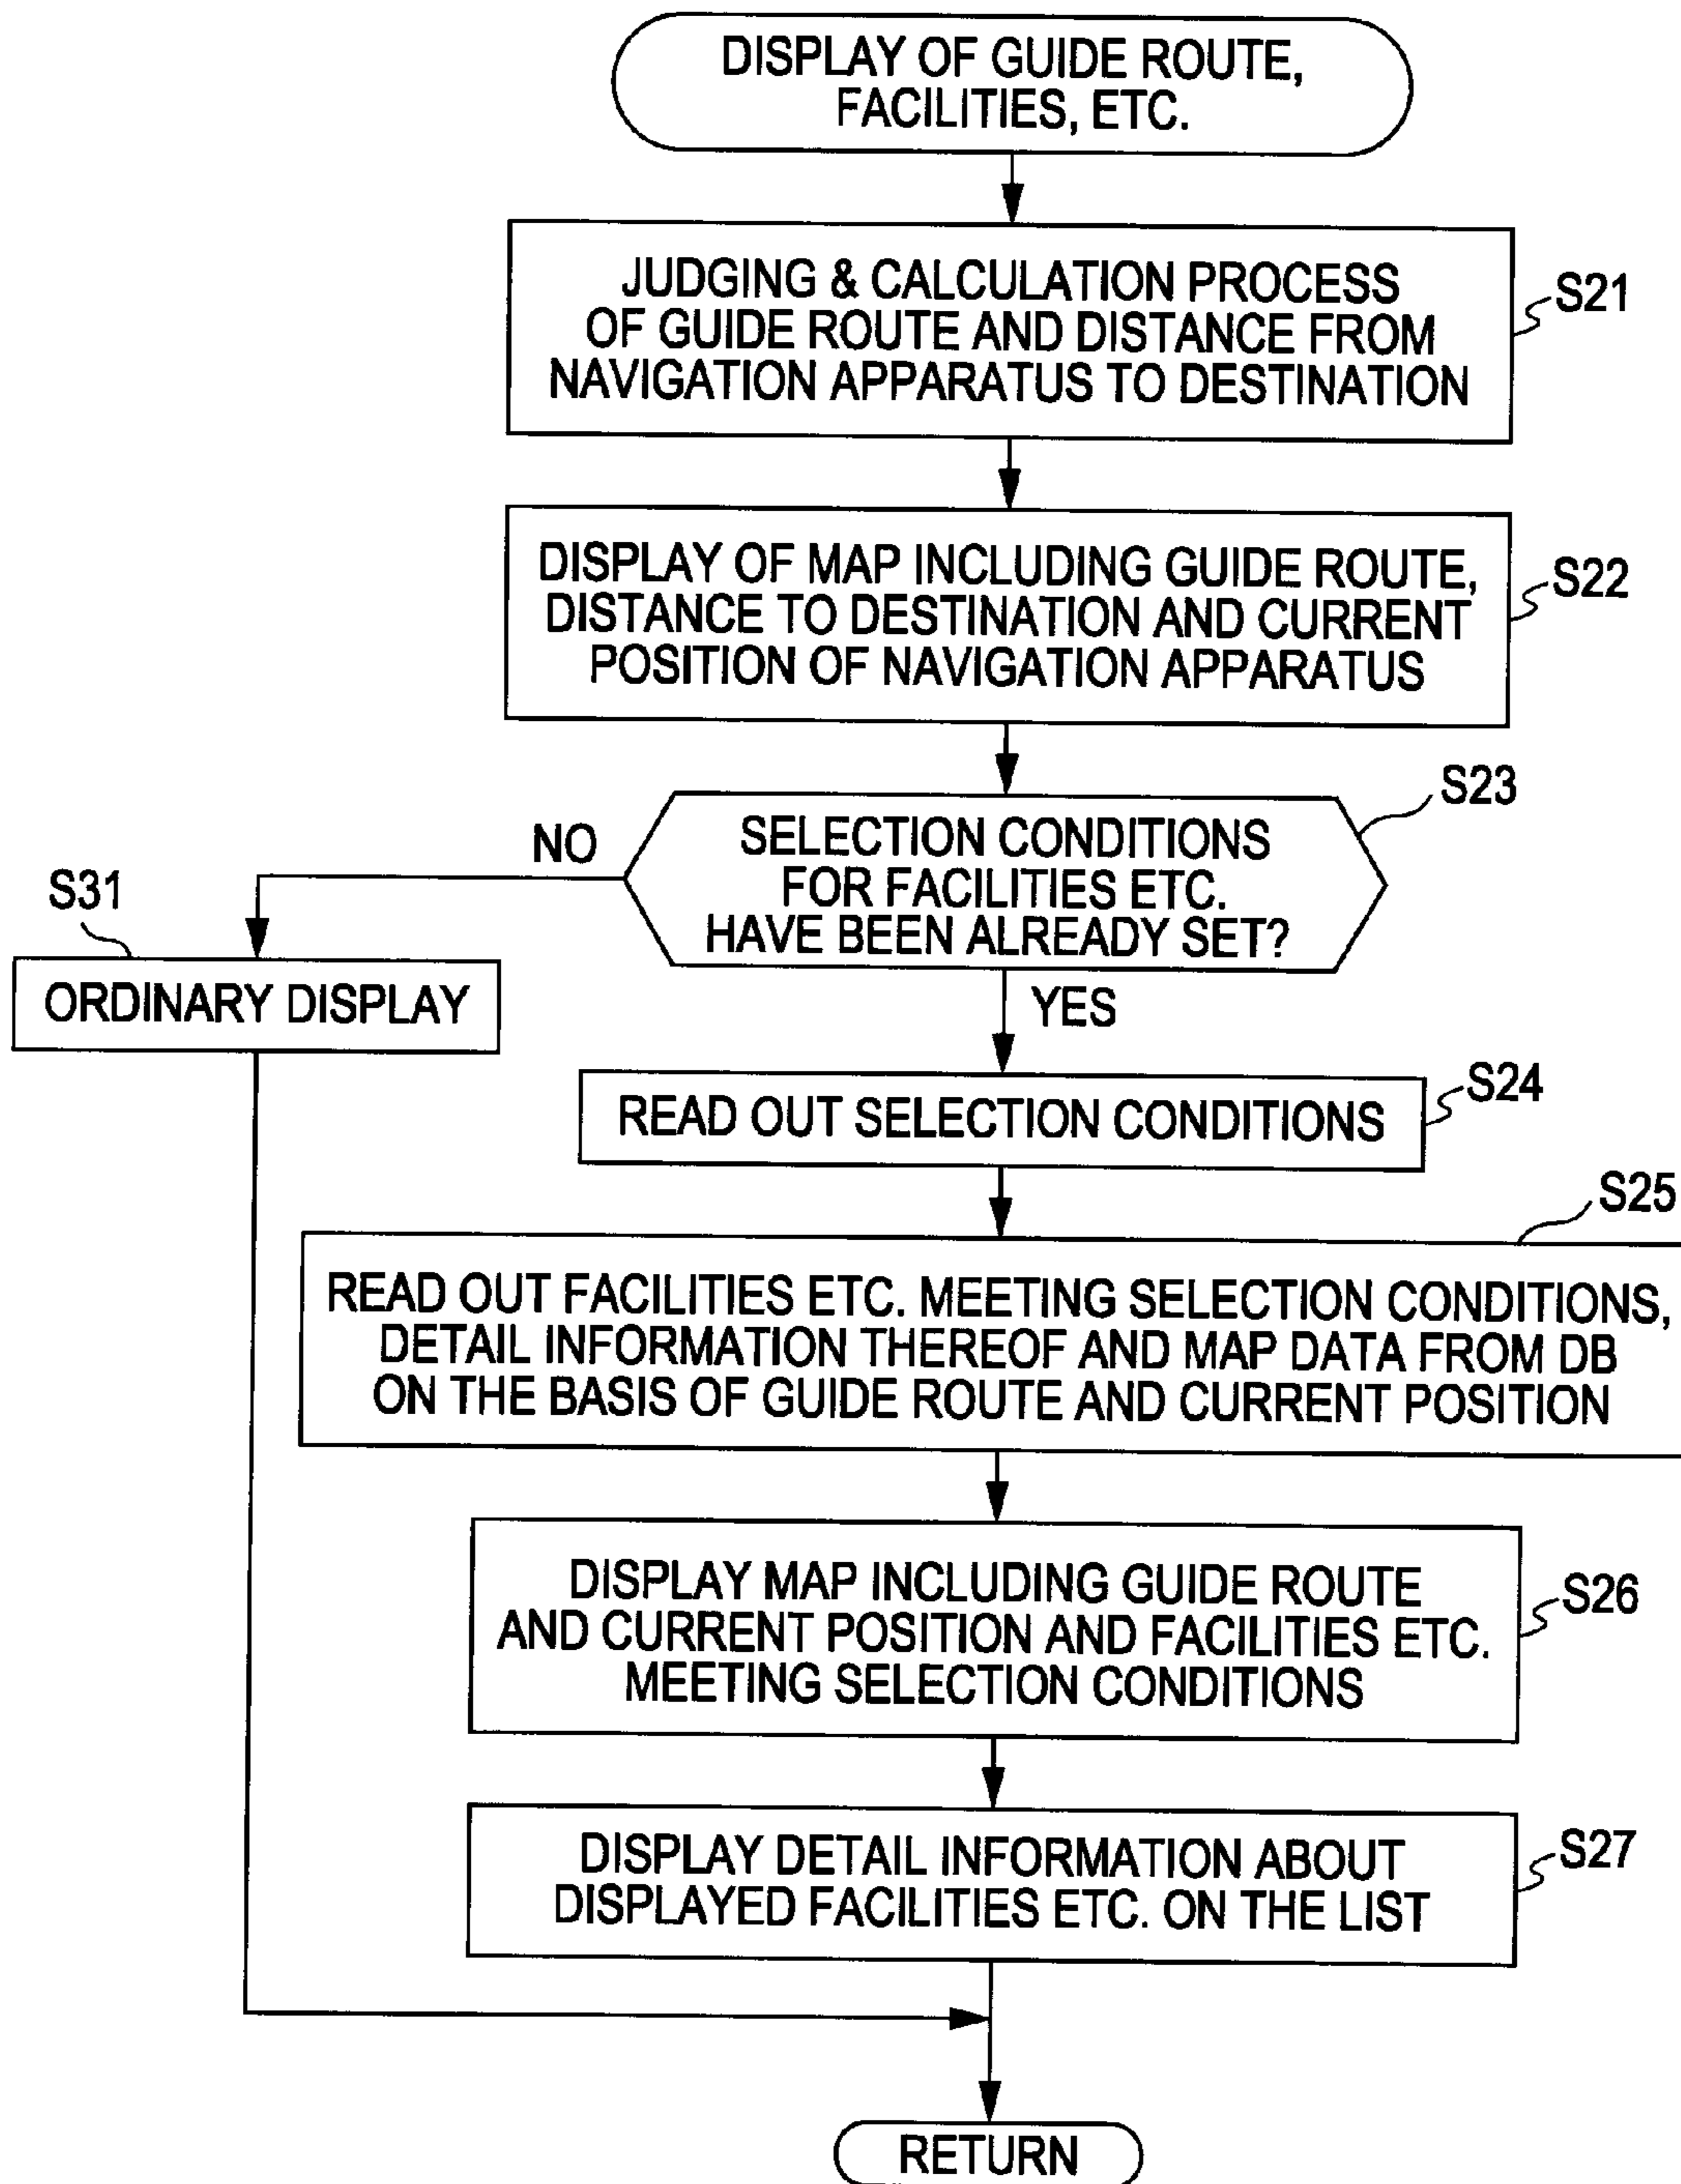 DISPLAY OF GUIDE ROUTE,
FACILITIES, ETC.
JUDGING & CALCULATION PROCESS
OF GUIDE ROUTE AND DISTANCE FROM
NAVIGATION APPARATUS TO DESTINATION
S21
DISPLAY OF MAP INCLUDING GUIDE ROUTE,
DISTANCE TO DESTINATION AND CURRENT
POSITION OF NAVIGATION APPARATUS
S22
SELECTION CONDITIONS
FOR FACILITIES ETC.
HAVE BEEN ALREADY SET?
S23
NO
S31
ORDINARY DISPLAY
YES
READ OUT SELECTION CONDITIONS
S24
S25
READ OUT FACILITIES ETC. MEETING SELECTION CONDITIONS,
DETAIL INFORMATION THEREOF AND MAP DATA FROM DB
ON THE BASIS OF GUIDE ROUTE AND CURRENT POSITION
DISPLAY MAP INCLUDING GUIDE ROUTE
AND CURRENT POSITION AND FACILITIES ETC.
MEETING SELECTION CONDITIONS
S26
DISPLAY DETAIL INFORMATION ABOUT
DISPLAYED FACILITIES ETC. ON THE LIST
S27
RETURN